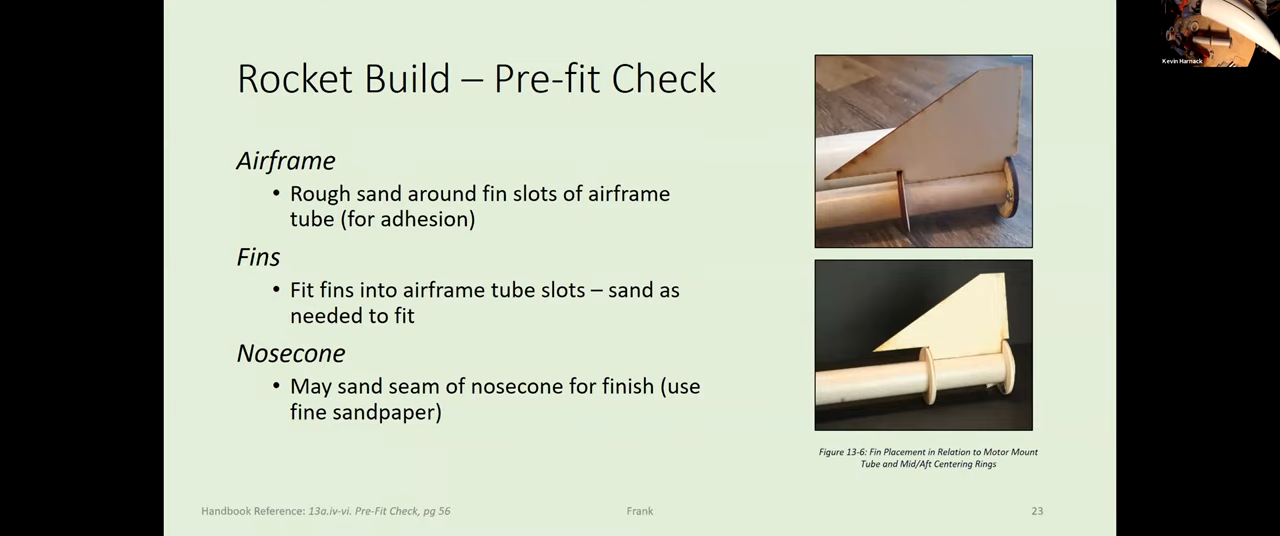 Rocket Build – Pre-fit Check
Airframe
• Rough sand around fin slots of airframe
tube (for adhesion)
Fins
• Fit fins into airframe tube slots – sand as
needed to fit
Nosecone
• May sand seam of nosecone for finish (use
fine sandpaper)
Figure 13-6: Fin Placement in Relation to Motor Mount
Tube and Mid/Aft Centering Rings
Handbook Reference: 13a.iv-vi. Pre-Fit Check, pg 56
Frank
23
Kevin Harnack